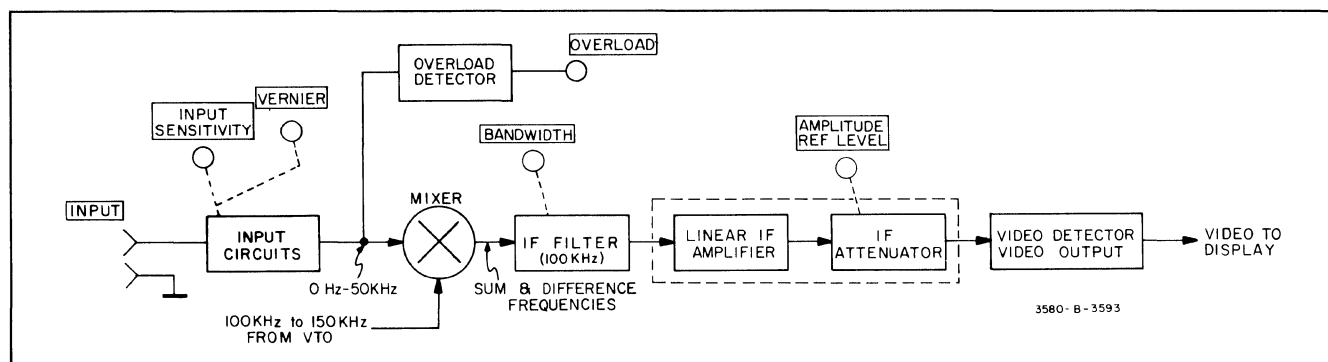 OVERLOAD
OVERLOAD
DETECTOR
VERNIER
INPUT
SENSITIVITY
BANDWIDTH
AMPLITUDE
REF LEVEL
INPUT
MIXER
INPUT
CIRCUITS
IF FILTER
(100KHz)
LINEAR IF
AMPLIFIER
IF
ATTENUATOR
VIDEO DETECTOR
VIDEO OUTPUT
VIDEO TO
DISPLAY
0 Hz-50KHz
SUM & DIFFERENCE
FREQUENCIES
100KHz to 150KHz
FROM VTO
3580-B-3593